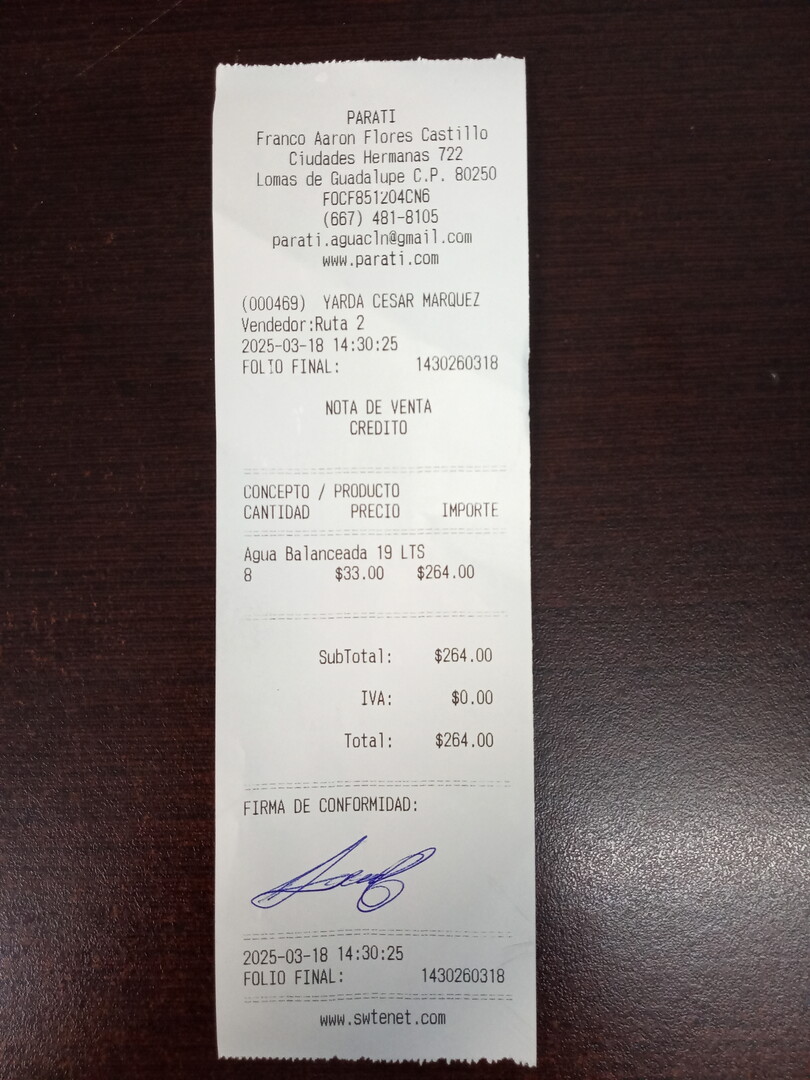 PARATI
Franco Aaron Flores Castillo
Ciudades Hermanas 722
Lomas de Guadalupe C.P. 80250
FOCF851204CN6
(667) 481-8105
parati.aguacln@gmail.com
www.parati.com
(000469) YARDA CESAR MARQUEZ
Vendedor:Ruta 2
2025-03-18 14:30:25
FOLIO FINAL: 1430260318
NOTA DE VENTA
CREDITO
CONCEPTO / PRODUCTO
CANTIDAD PRECIO IMPORTE
Agua Balanceada 19 LTS
8 $33.00 $264.00
SubTotal: $264.00
IVA: $0.00
Total: $264.00
FIRMA DE CONFORMIDAD:
2025-03-18 14:30:25
FOLIO FINAL: 1430260318
www.swtenet.com